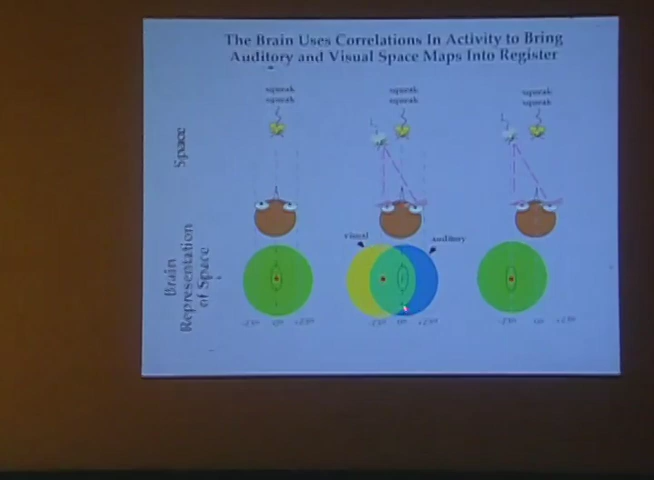 The Brain Uses Correlations In Activity to Bring
Auditory and Visual Space Maps Into Register
squeak squeak squeak
squeak squeak squeak
Space
visual auditory
Brain
Representation
of Space